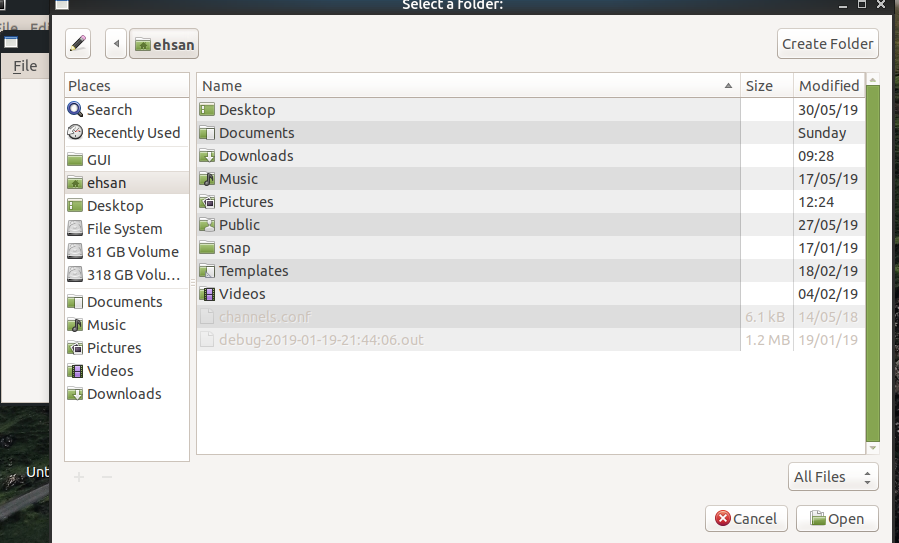 Select a folder:
File Edi
File
ehsan
Create Folder
Places
Name Size Modified
Search
Recently Used
GUI
ehsan
Desktop
File System
81 GB Volume
318 GB Volu...
Documents
Music
Pictures
Videos
Downloads
Desktop 30/05/19
Documents Sunday
Downloads 09:28
Music 17/05/19
Pictures 12:24
Public 27/05/19
snap 17/01/19
Templates 18/02/19
Videos 04/02/19
channels.conf 6.1 kB 14/05/18
debug-2019-01-19-21:44:06.out 1.2 MB 19/01/19
Unt
All Files
Cancel Open